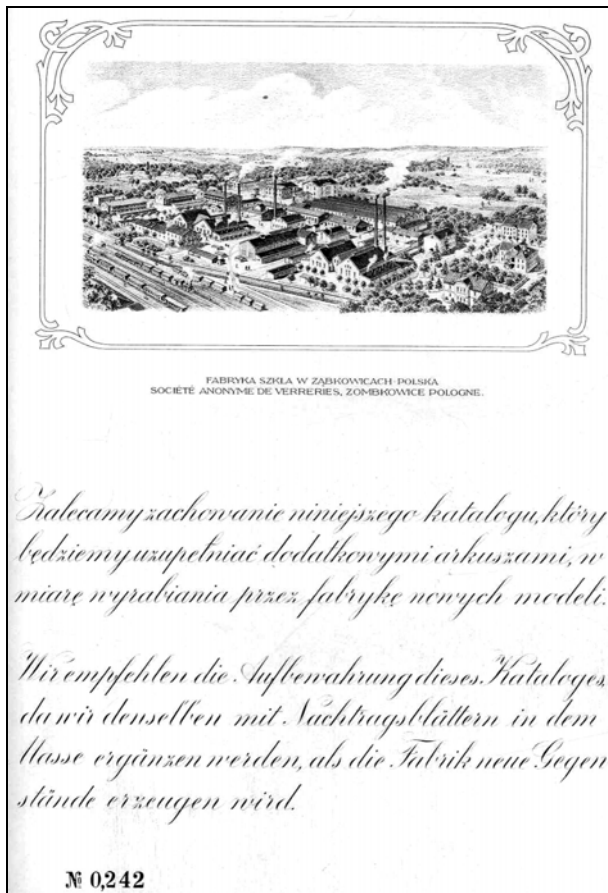 FABRYKA SZKŁA W ZĄBKOWICACH-POLSKA
SOCIÉTÉ ANONYME DE VERRERIES, ZOMBKOWICE POLOGNE.
Zalecamy zachowanie niniejszego katalogu, który
będziemy uzupełniać dodatkowymi arkuszami, w
miarę wyrabiania przez fabrykę nowych modeli.
Wir empfehlen die Aufbewahrung dieses Kataloges,
da wir denselben mit Nachtragsblättern in dem
Masse ergänzen werden, als die Fabrik neue Gegen
stände erzeugen wird.
№ 0,242